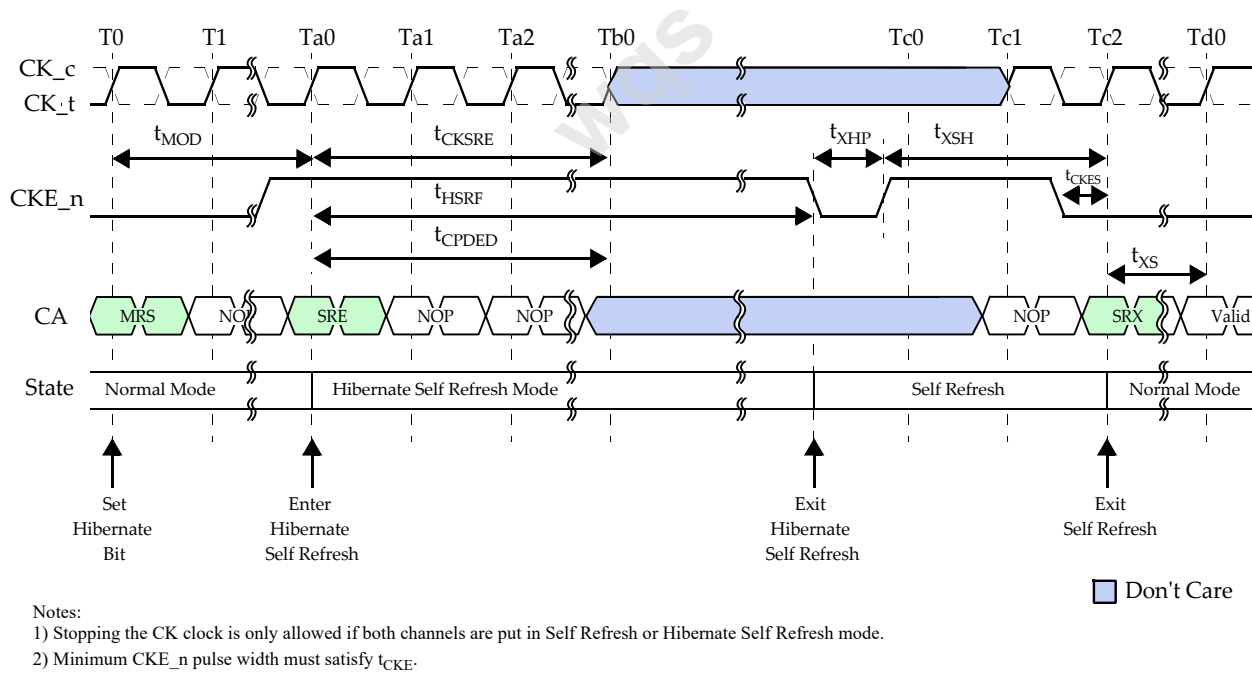 T0 T1 Ta0 Ta1 Ta2 Tb0 Tc0 Tc1 Tc2 Td0
CK_c
CK_t
wqs
tMOD tCKSRE tXHP tXSH
CKE_n tCKES
tHSRF
tCPDED
tXS
CA MRS NOP SRE NOP NOP NOP SRX Valid
State Normal Mode Hibernate Self Refresh Mode Self Refresh Normal Mode
Set
Hibernate
Bit
Enter
Hibernate
Self Refresh
Exit
Hibernate
Self Refresh
Exit
Self Refresh
Don't Care
Notes:
1) Stopping the CK clock is only allowed if both channels are put in Self Refresh or Hibernate Self Refresh mode.
2) Minimum CKE_n pulse width must satisfy tCKE.